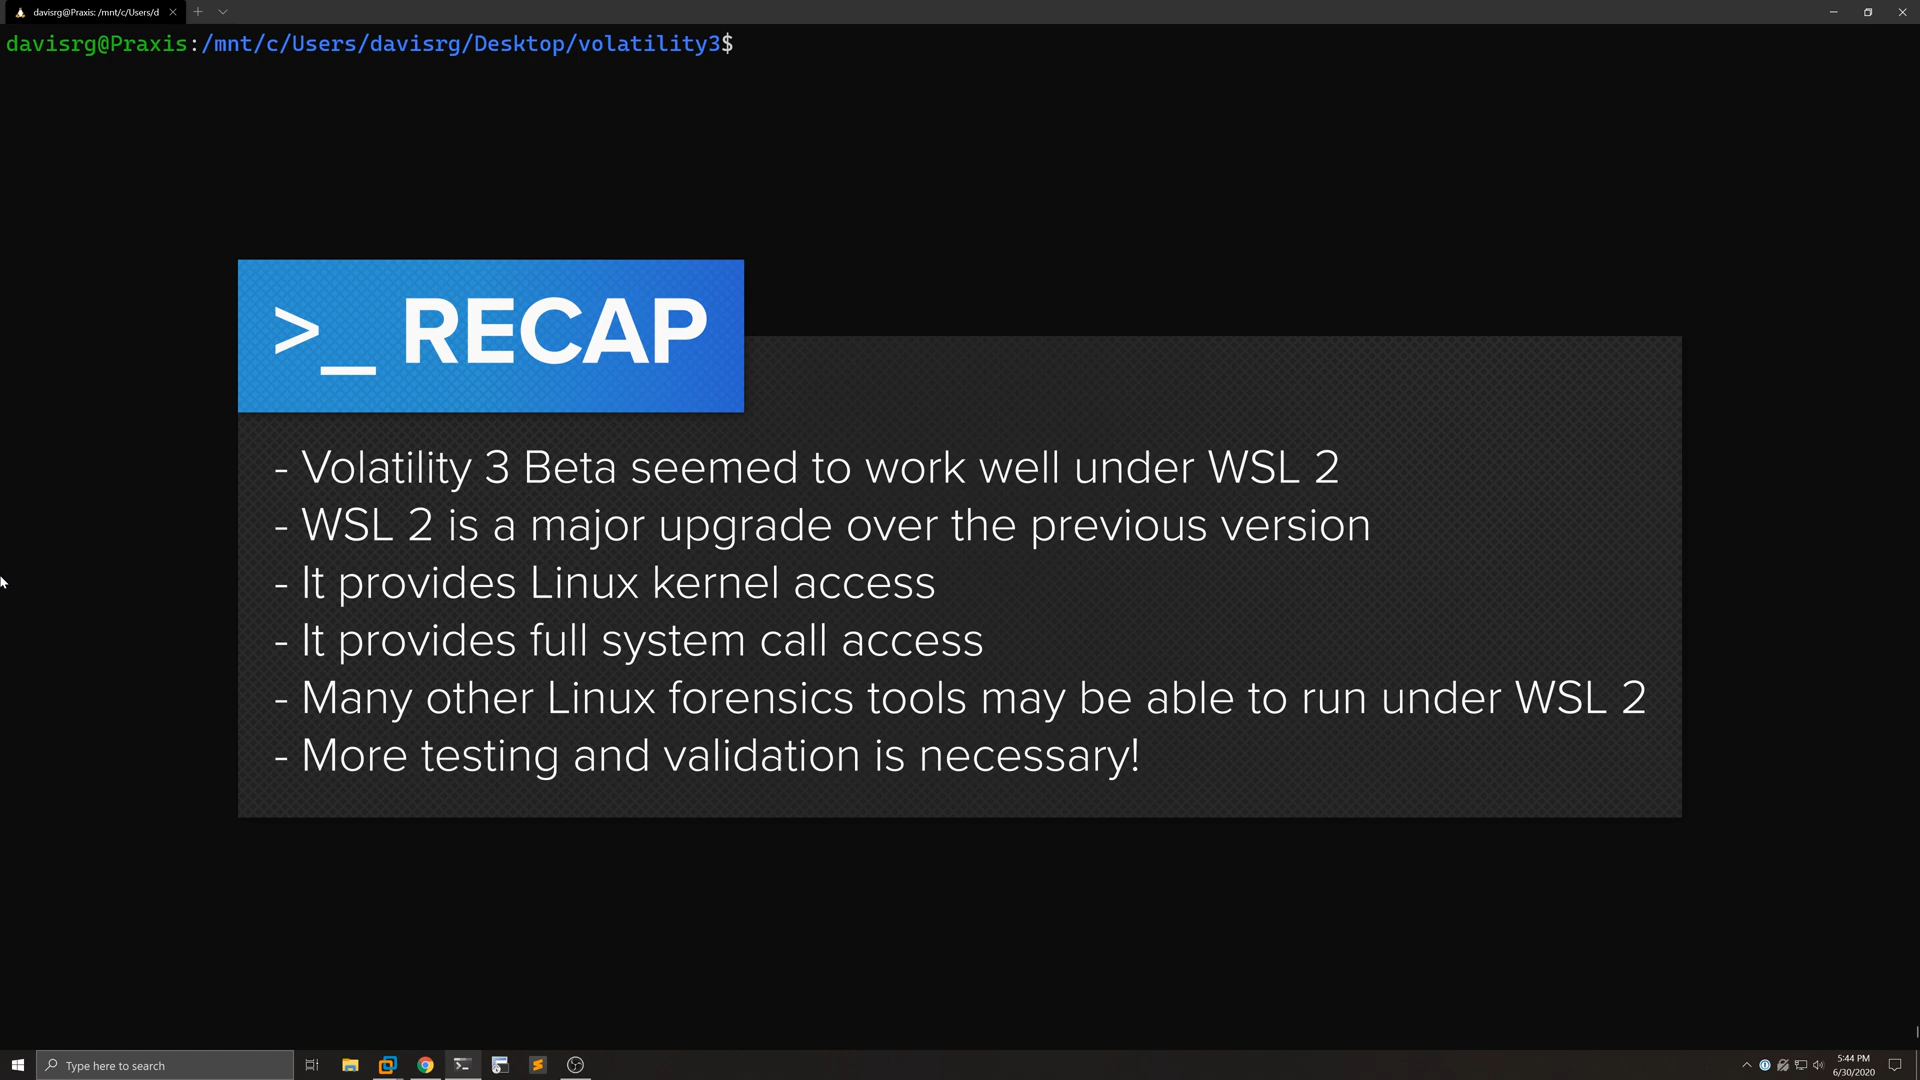 davisrg@Praxis: /mnt/c/Users/d
davisrg@Praxis:/mnt/c/Users/davisrg/Desktop/volatility3$
>_ RECAP
- Volatility 3 Beta seemed to work well under WSL 2
- WSL 2 is a major upgrade over the previous version
- It provides Linux kernel access
- It provides full system call access
- Many other Linux forensics tools may be able to run under WSL 2
- More testing and validation is necessary!
Type here to search
5:44 PM
6/30/2020